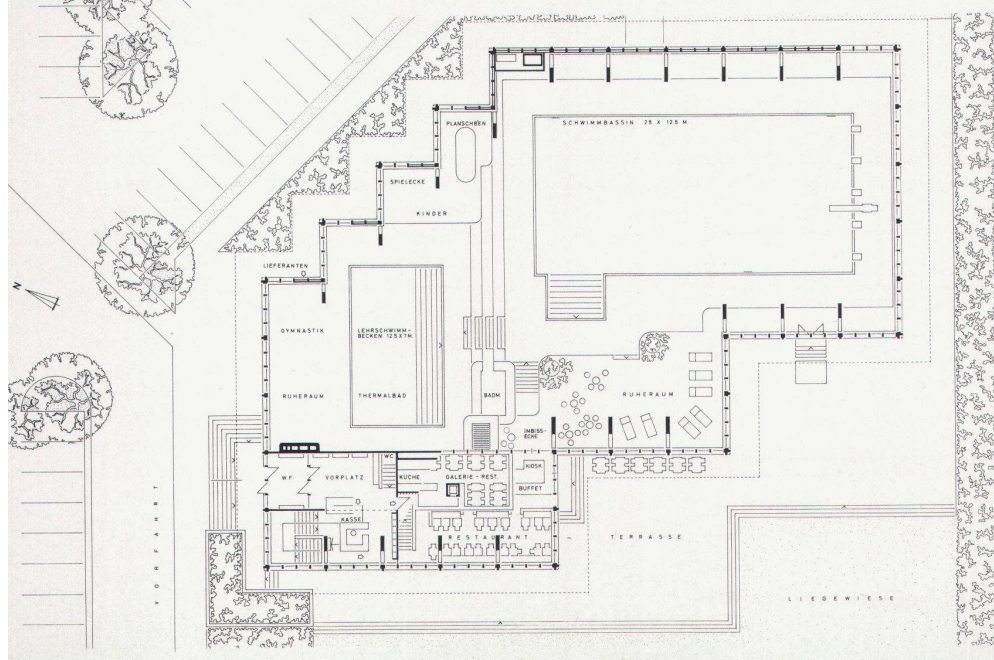 PLANSCHBEN
SCHWIMMBASSIN 25 X 12.5 M
SPIELECKE
KINDER
LIEFERANTEN
N
GYMNASTIK
LEHRSCHWIMM-
BECKEN 12.5 X 7 M.
RUHERAUM
THERMALBAD
BADM.
RUHERAUM
IMBISS-
ECKE
WC
KIOSK
WF
VORPLATZ
KÜCHE
GALERIE - REST.
BUFFET
KASSE
RESTAURANT
TERRASSE
VORFAHRT
LIEGEWIESE